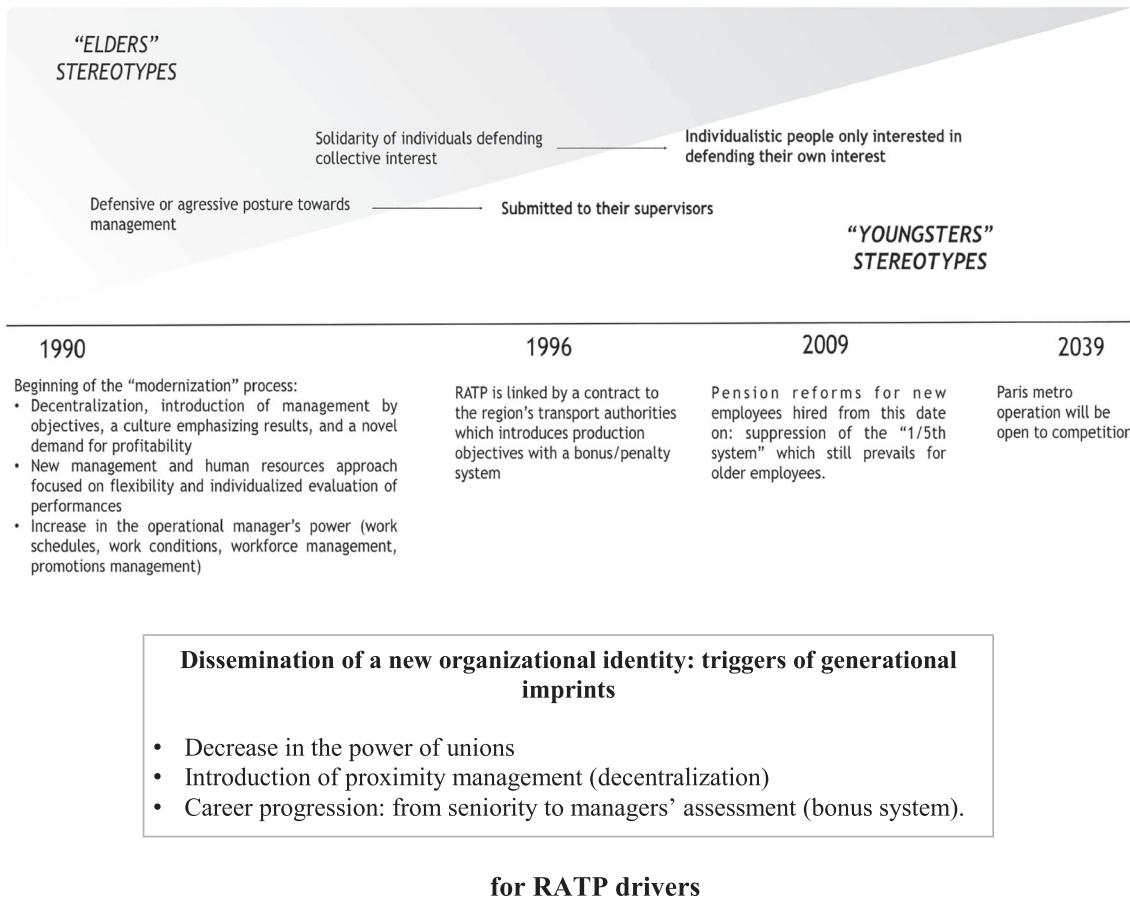 “ELDERS”
STEREOTYPES
Solidarity of individuals defending
collective interest
Individualistic people only interested in
defending their own interest
Defensive or agressive posture towards
management
Submitted to their supervisors
“YOUNGSTERS”
STEREOTYPES
1990
Beginning of the “modernization” process:
• Decentralization, introduction of management by
objectives, a culture emphasizing results, and a novel
demand for profitability
• New management and human resources approach
focused on flexibility and individualized evaluation of
performances
• Increase in the operational manager’s power (work
schedules, work conditions, workforce management,
promotions management)
1996
RATP is linked by a contract to
the region’s transport authorities
which introduces production
objectives with a bonus/penalty
system
2009
Pension reforms for new
employees hired from this date
on: suppression of the “1/5th
system” which still prevails for
older employees.
2039
Paris metro
operation will be
open to competition
Dissemination of a new organizational identity: triggers of generational
imprints
• Decrease in the power of unions
• Introduction of proximity management (decentralization)
• Career progression: from seniority to managers’ assessment (bonus system).
for RATP drivers